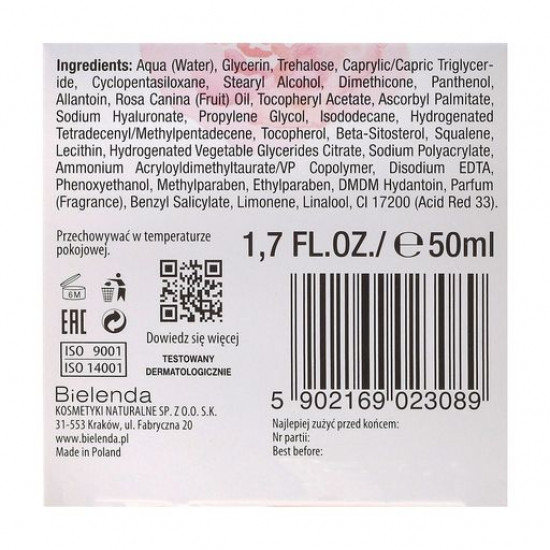 Ingredients: Aqua (Water), Glycerin, Trehalose, Caprylic/Capric Triglycer-
ide, Cyclopentasiloxane, Stearyl Alcohol, Dimethicone, Panthenol,
Allantoin, Rosa Canina (Fruit) Oil, Tocopheryl Acetate, Ascorbyl Palmitate,
Sodium Hyaluronate, Propylene Glycol, Isododecane, Hydrogenated
Tetradecenyl/Methylpentadecene, Tocopherol, Beta-Sitosterol, Squalene,
Lecithin, Hydrogenated Vegetable Glycerides Citrate, Sodium Polyacrylate,
Ammonium Acryloyldimethyltaurate/VP Copolymer, Disodium EDTA,
Phenoxyethanol, Methylparaben, Ethylparaben, DMDM Hydantoin, Parfum
(Fragrance), Benzyl Salicylate, Limonene, Linalool, CI 17200 (Acid Red 33).
Przechowywać w temperaturze
pokojowej.
1,7 FL.OZ./ ℮ 50ml
6M
EAC
Dowiedz się więcej
TESTOWANY
DERMATOLOGICZNIE
ISO 9001
ISO 14001
Bielenda
KOSMETYKI NATURALNE SP. Z O.O. S.K.
31-553 Kraków, ul. Fabryczna 20
www.bielenda.pl
Made in Poland
5 902169 023089
Najlepiej zużyć przed końcem:
Nr partii:
Best before: